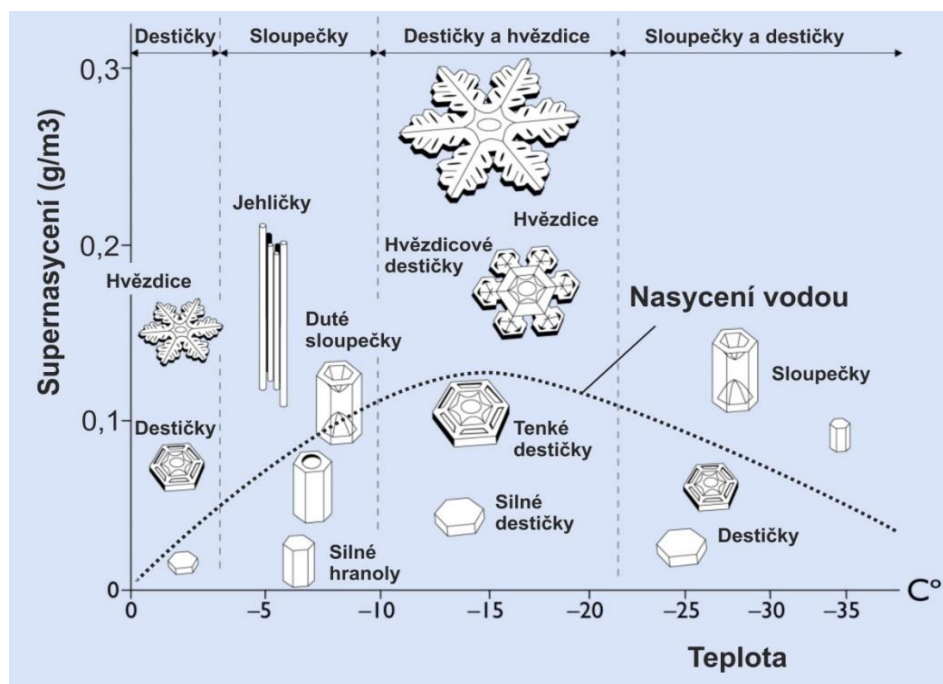 Destičky
Sloupečky
Destičky a hvězdice
Sloupečky a destičky
0,3
0,2
0,1
0
Supernasycení (g/m3)
Jehličky
Hvězdice
Hvězdicové
destičky
Hvězdice
Nasycení vodou
Duté
sloupečky
Sloupečky
Destičky
Tenké
destičky
Silné
destičky
Destičky
Silné
hranoly
0
–5
–10
–15
–20
–25
–30
–35
C°
Teplota